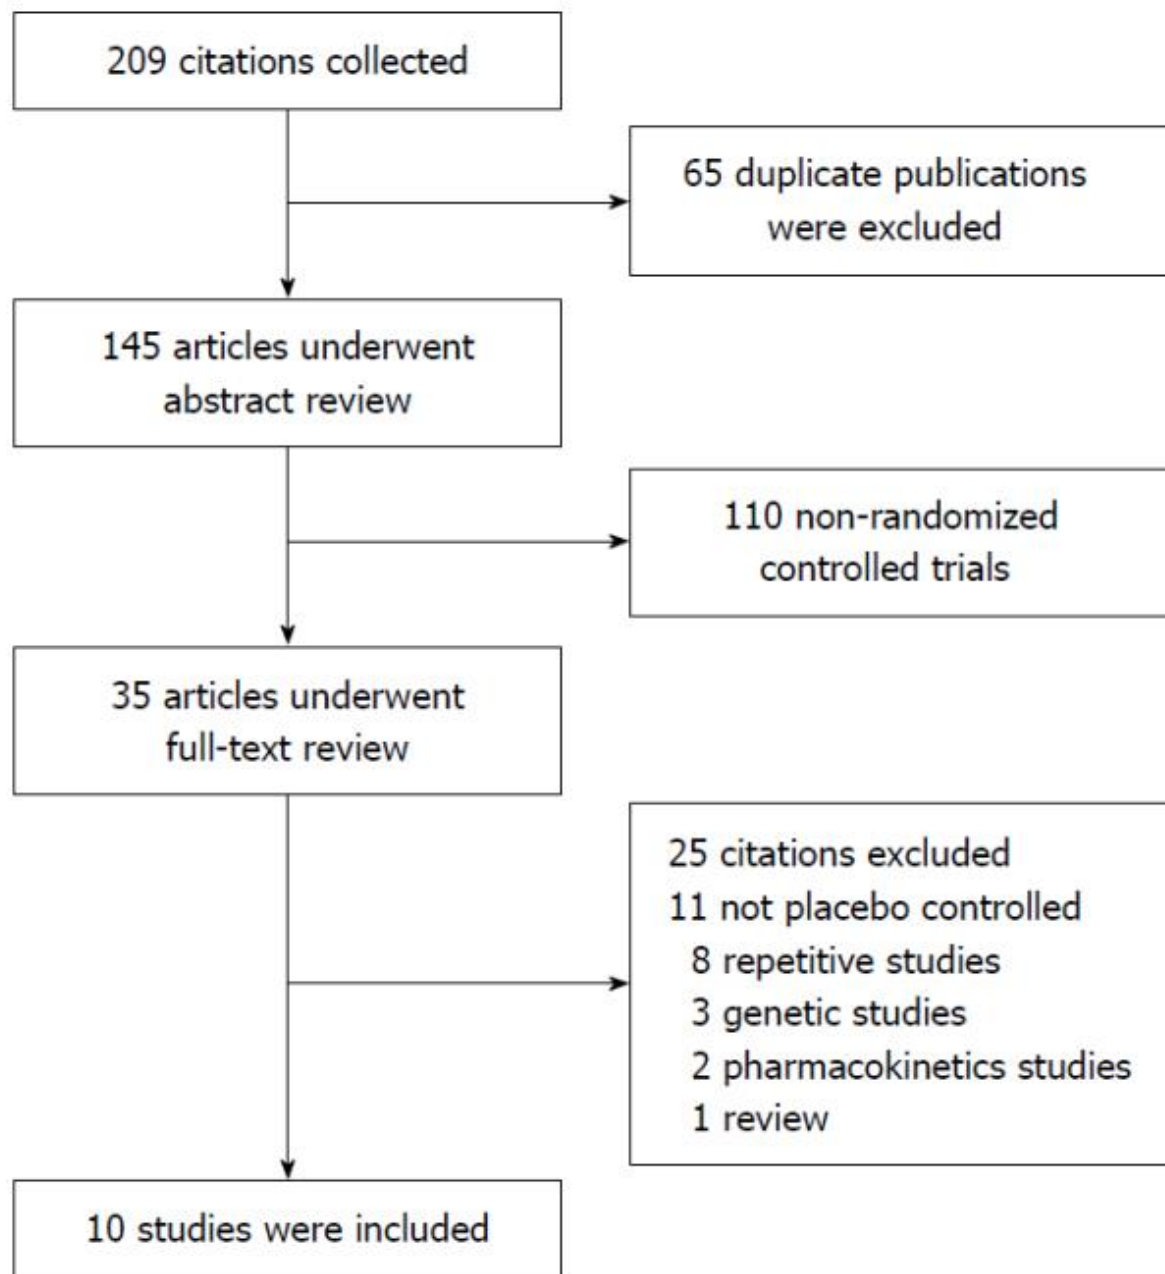 209 citations collected
65 duplicate publications
were excluded
145 articles underwent
abstract review
110 non-randomized
controlled trials
35 articles underwent
full-text review
25 citations excluded
11 not placebo controlled
8 repetitive studies
3 genetic studies
2 pharmacokinetics studies
1 review
10 studies were included